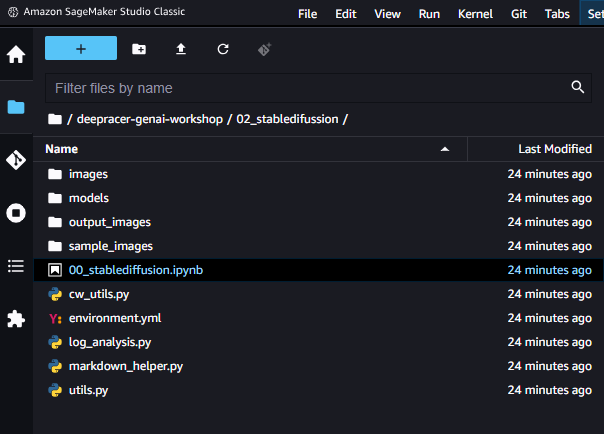 Amazon SageMaker Studio Classic File Edit View Run Kernel Git Tabs Set
+
Filter files by name
/ deepracer-genai-workshop / 02_stabledifussion /
Name Last Modified
images 24 minutes ago
models 24 minutes ago
output_images 24 minutes ago
sample_images 24 minutes ago
00_stablediffusion.ipynb 24 minutes ago
cw_utils.py 24 minutes ago
Y: environment.yml 24 minutes ago
log_analysis.py 24 minutes ago
markdown_helper.py 24 minutes ago
utils.py 24 minutes ago